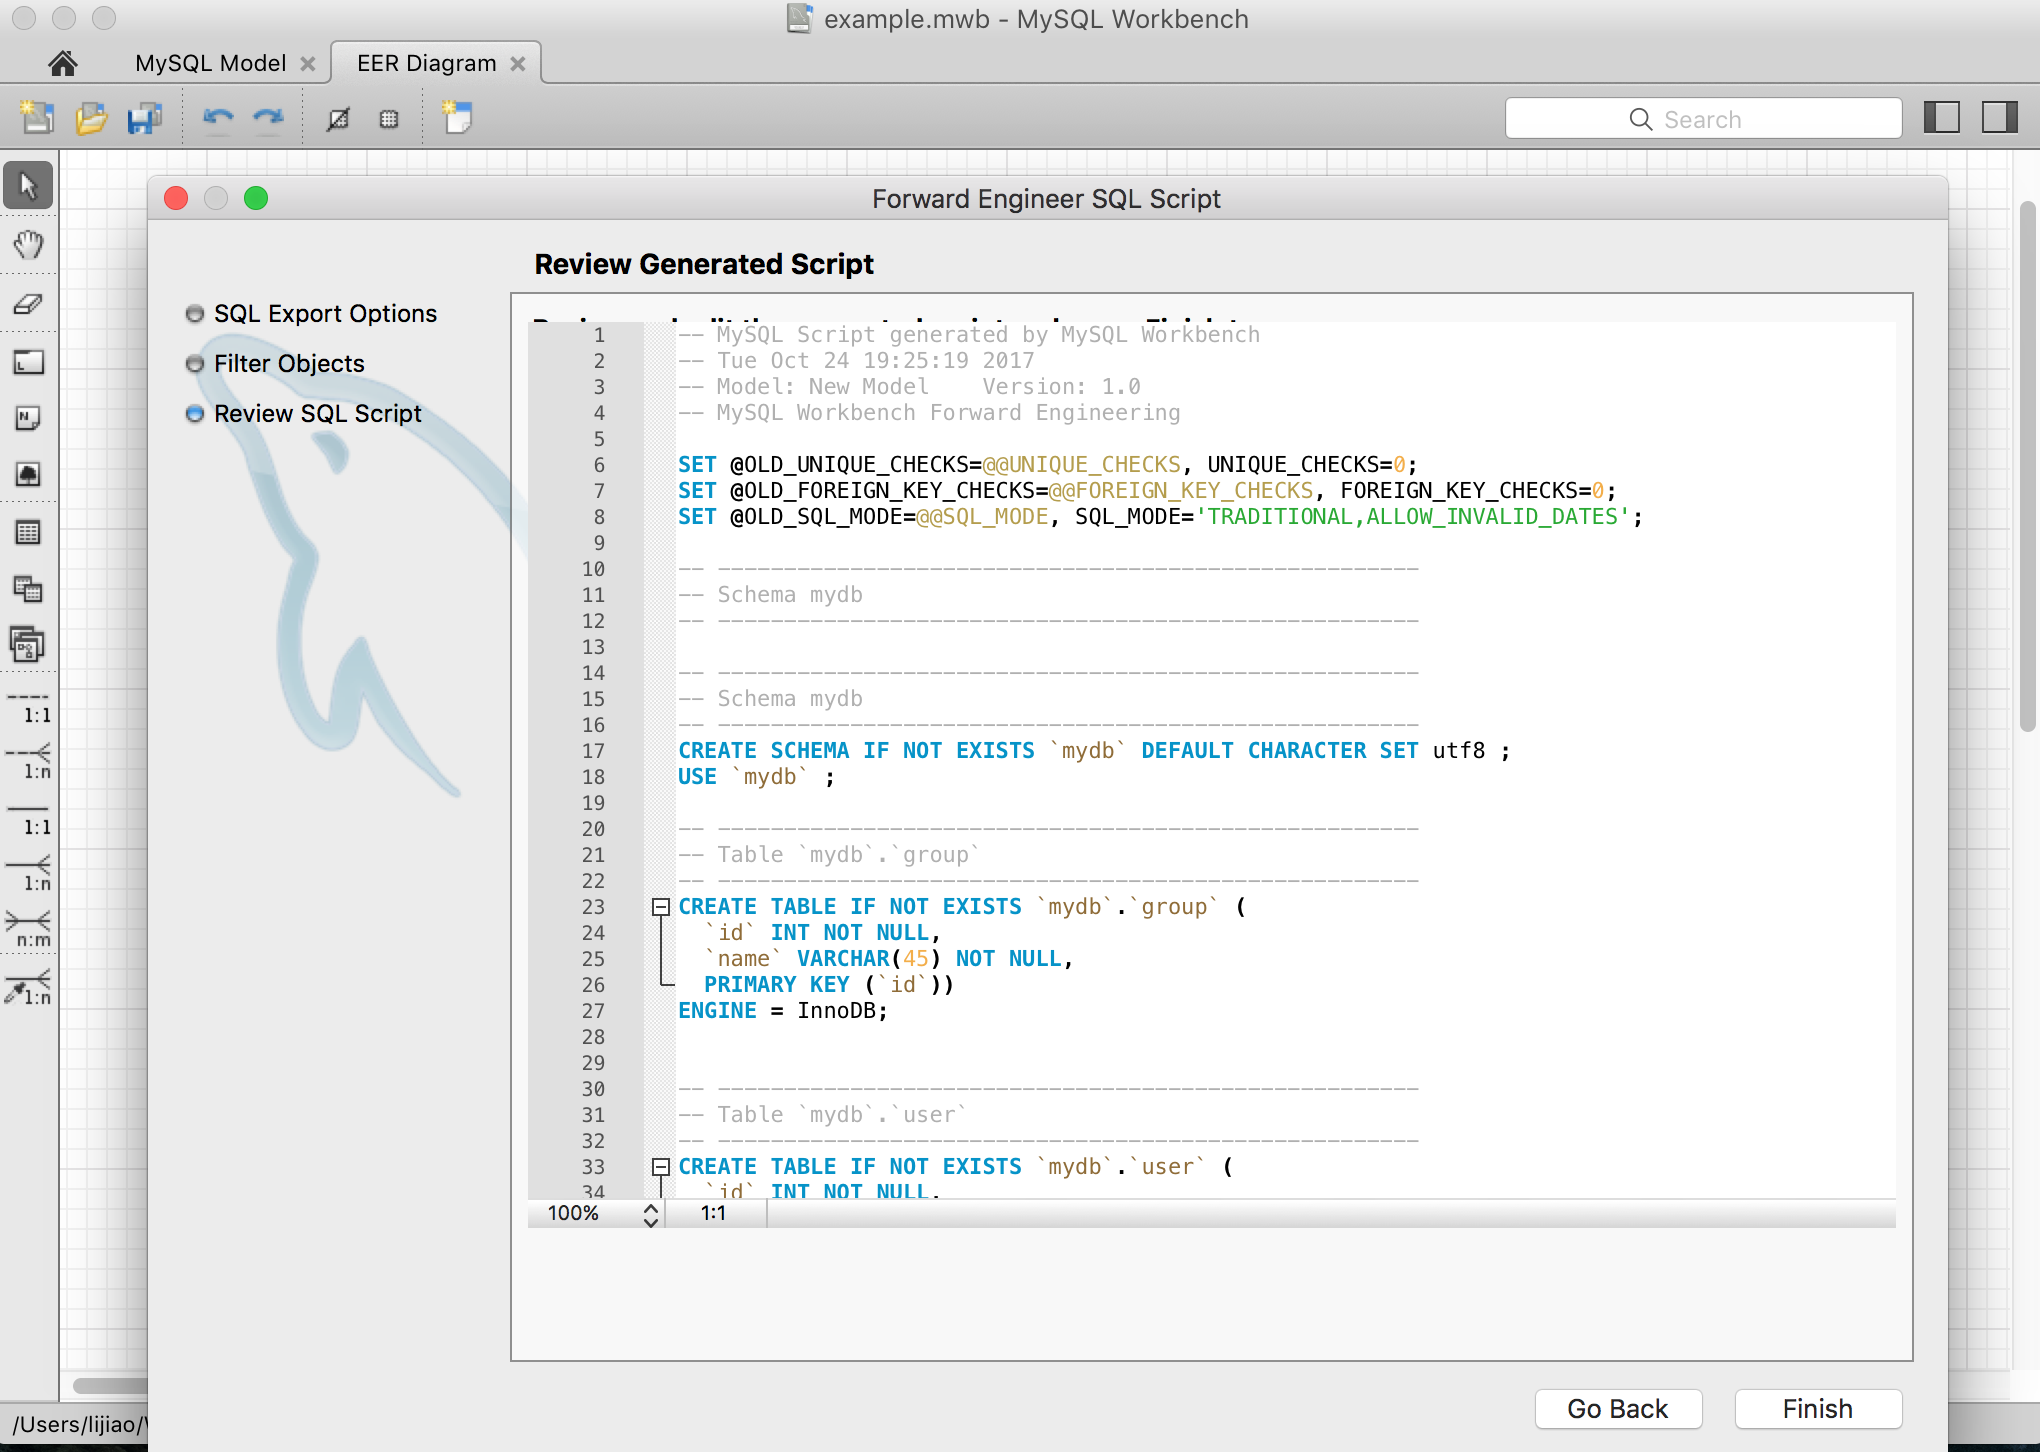 example.mwb - MySQL Workbench
MySQL Model
EER Diagram
Search
Forward Engineer SQL Script
Review Generated Script
SQL Export Options
Filter Objects
Review SQL Script
1 -- MySQL Script generated by MySQL Workbench
2 -- Tue Oct 24 19:25:19 2017
3 -- Model: New Model    Version: 1.0
4 -- MySQL Workbench Forward Engineering
5
6 SET @OLD_UNIQUE_CHECKS=@@UNIQUE_CHECKS, UNIQUE_CHECKS=0;
7 SET @OLD_FOREIGN_KEY_CHECKS=@@FOREIGN_KEY_CHECKS, FOREIGN_KEY_CHECKS=0;
8 SET @OLD_SQL_MODE=@@SQL_MODE, SQL_MODE='TRADITIONAL,ALLOW_INVALID_DATES';
9
10 -- -----------------------------------------------------
11 -- Schema mydb
12 -- -----------------------------------------------------
13
14 -- -----------------------------------------------------
15 -- Schema mydb
16 -- -----------------------------------------------------
17 CREATE SCHEMA IF NOT EXISTS `mydb` DEFAULT CHARACTER SET utf8 ;
18 USE `mydb` ;
19
20 -- -----------------------------------------------------
21 -- Table `mydb`.`group`
22 -- -----------------------------------------------------
23 CREATE TABLE IF NOT EXISTS `mydb`.`group` (
24   `id` INT NOT NULL,
25   `name` VARCHAR(45) NOT NULL,
26   PRIMARY KEY (`id`))
27 ENGINE = InnoDB;
28
29
30 -- -----------------------------------------------------
31 -- Table `mydb`.`user`
32 -- -----------------------------------------------------
33 CREATE TABLE IF NOT EXISTS `mydb`.`user` (
34   `id` INT NOT NULL,
100%
1:1
1:1
1:n
1:1
1:n
n:m
1:n
Go Back
Finish
/Users/lijiao/